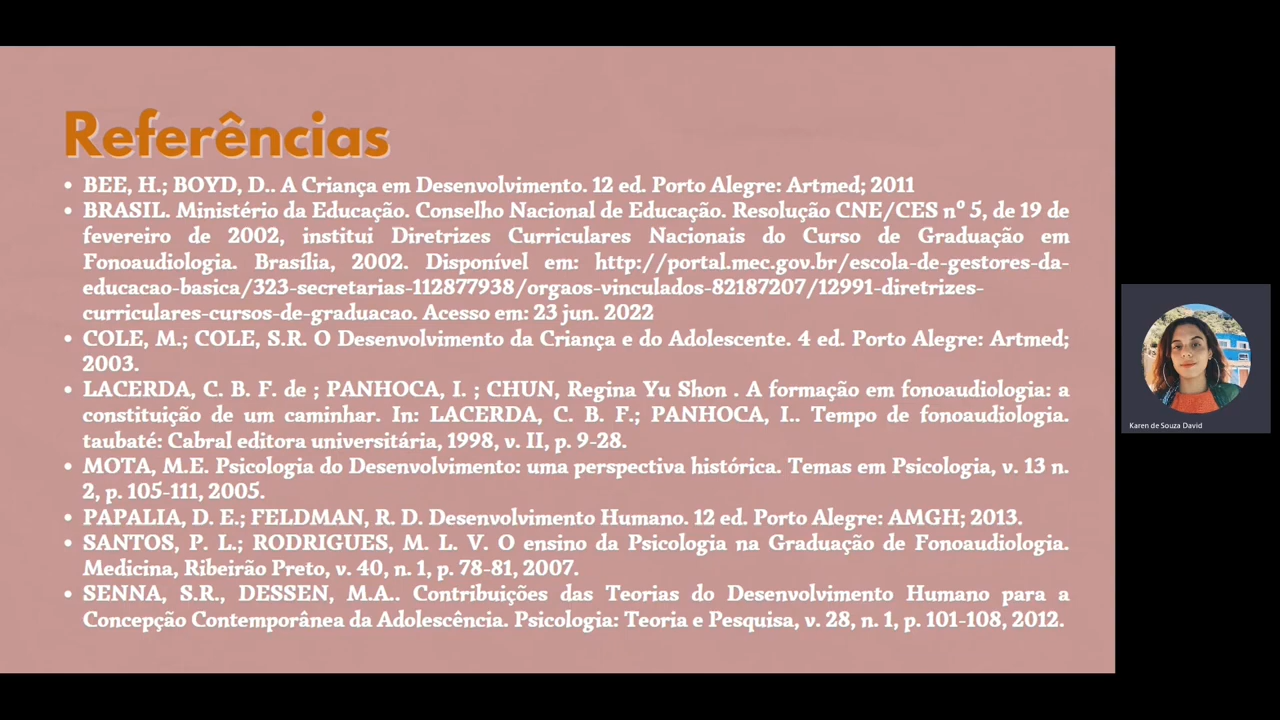 Referências
• BEE, H.; BOYD, D.. A Criança em Desenvolvimento. 12 ed. Porto Alegre: Artmed; 2011
• BRASIL. Ministério da Educação. Conselho Nacional de Educação. Resolução CNE/CES nº 5, de 19 de
fevereiro de 2002, institui Diretrizes Curriculares Nacionais do Curso de Graduação em
Fonoaudiologia. Brasília, 2002. Disponível em: http://portal.mec.gov.br/escola-de-gestores-da-
educacao-basica/323-secretarias-112877938/orgaos-vinculados-82187207/12991-diretrizes-
curriculares-cursos-de-graduacao. Acesso em: 23 jun. 2022
• COLE, M.; COLE, S.R. O Desenvolvimento da Criança e do Adolescente. 4 ed. Porto Alegre: Artmed;
2003.
• LACERDA, C. B. F. de ; PANHOCA, I. ; CHUN, Regina Yu Shon . A formação em fonoaudiologia: a
constituição de um caminhar. In: LACERDA, C. B. F.; PANHOCA, I.. Tempo de fonoaudiologia.
taubaté: Cabral editora universitária, 1998, v. II, p. 9-28.
• MOTA, M.E. Psicologia do Desenvolvimento: uma perspectiva histórica. Temas em Psicologia, v. 13 n.
2, p. 105-111, 2005.
• PAPALIA, D. E.; FELDMAN, R. D. Desenvolvimento Humano. 12 ed. Porto Alegre: AMGH; 2013.
• SANTOS, P. L.; RODRIGUES, M. L. V. O ensino da Psicologia na Graduação de Fonoaudiologia.
Medicina, Ribeirão Preto, v. 40, n. 1, p. 78-81, 2007.
• SENNA, S.R., DESSEN, M.A.. Contribuições das Teorias do Desenvolvimento Humano para a
Concepção Contemporânea da Adolescência. Psicologia: Teoria e Pesquisa, v. 28, n. 1, p. 101-108, 2012.
Karen de Souza David